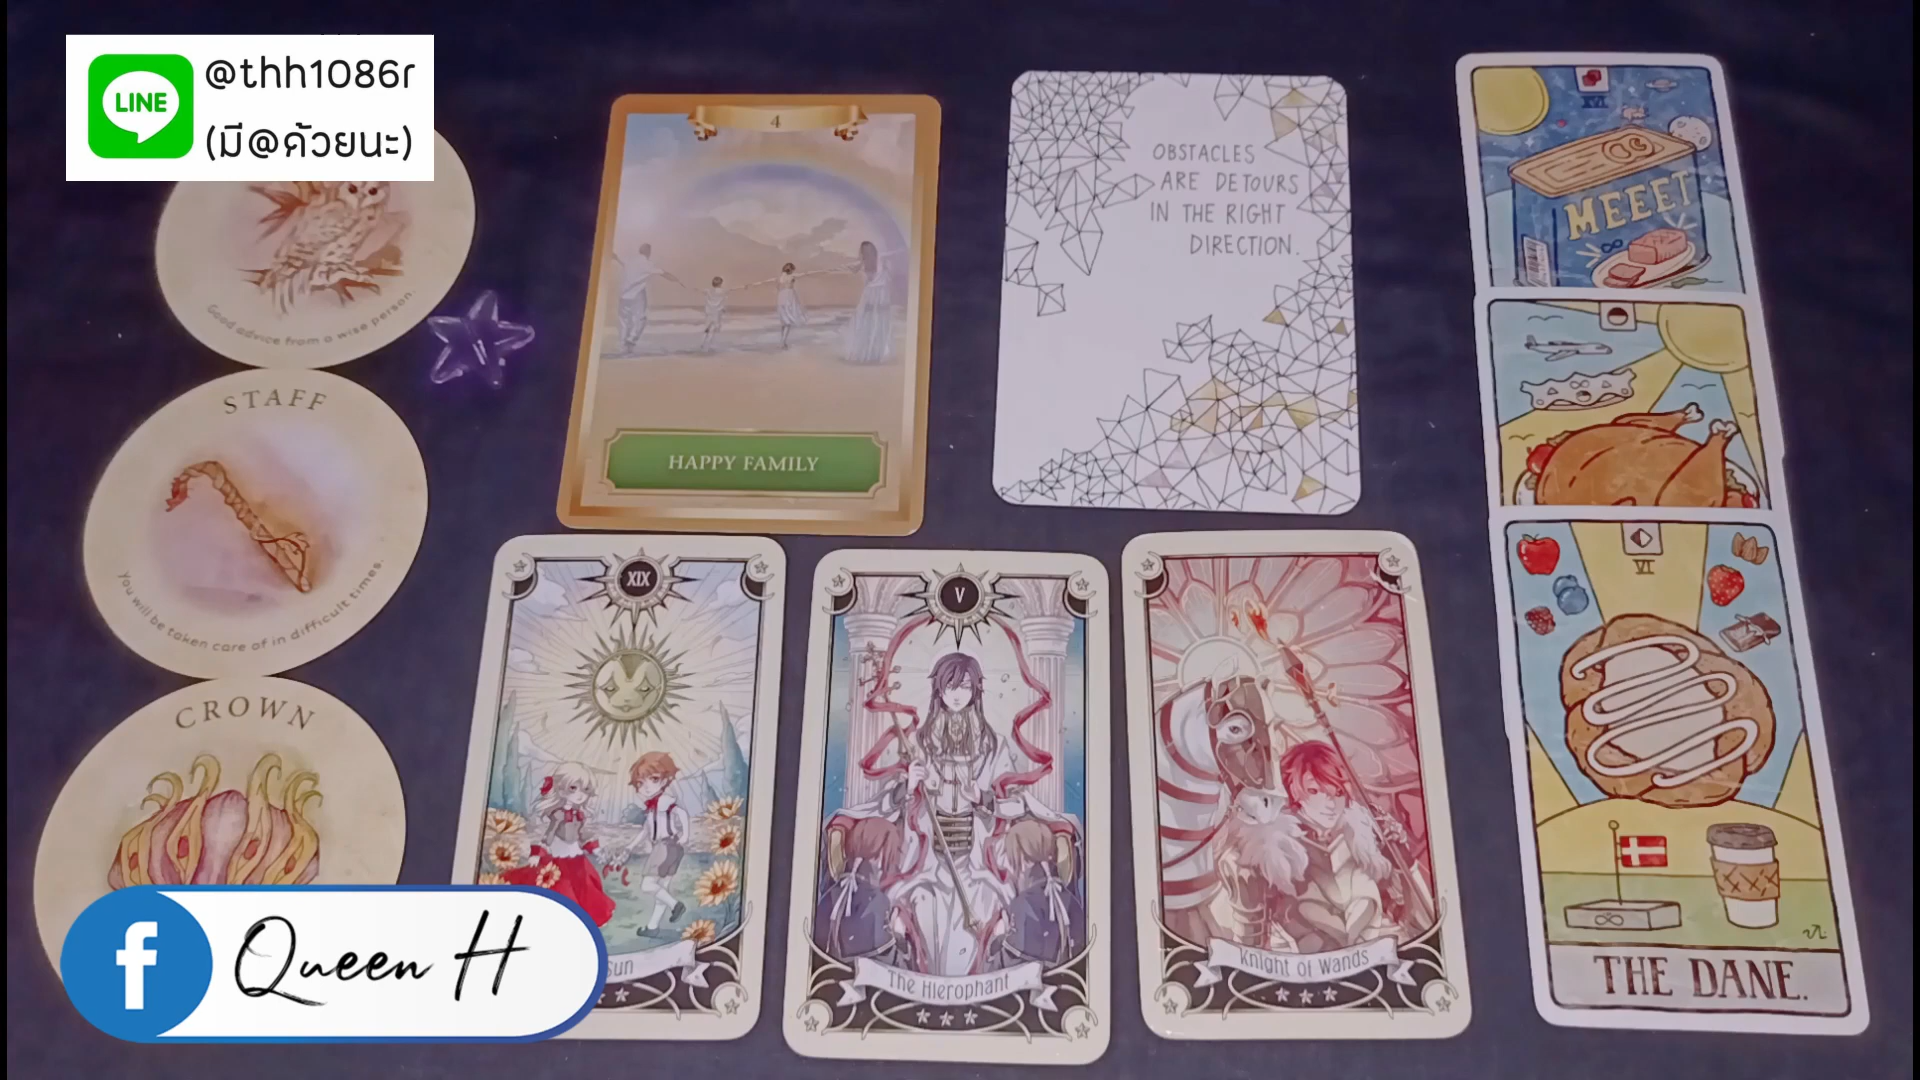 LINE
@thh1086r
(มี@ด้วยนะ)
Good advice from a wise person.
STAFF
You will be taken care of in difficult times.
CROWN
Queen H
4
HAPPY FAMILY
OBSTACLES
ARE DETOURS
IN THE RIGHT
DIRECTION.
XIX
Sun
V
The Hierophant
Knight of Wands
XVI
MEEET
VI
THE DANE.